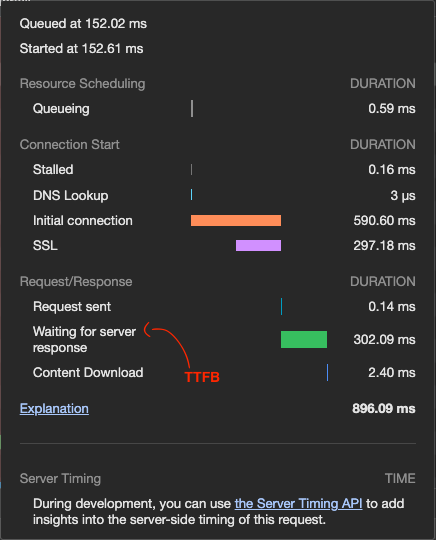 Queued at 152.02 ms
Started at 152.61 ms
Resource Scheduling DURATION
Queueing 0.59 ms
Connection Start DURATION
Stalled 0.16 ms
DNS Lookup 3 μs
Initial connection 590.60 ms
SSL 297.18 ms
Request/Response DURATION
Request sent 0.14 ms
Waiting for server
response 302.09 ms
Content Download 2.40 ms
TTFB
Explanation 896.09 ms
Server Timing TIME
During development, you can use the Server Timing API to add
insights into the server-side timing of this request.